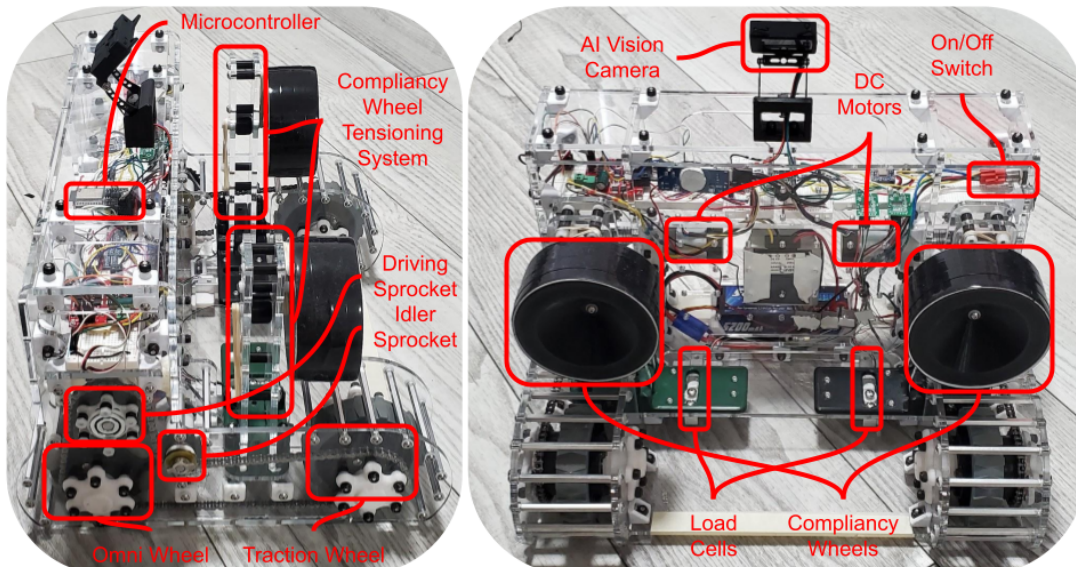 Microcontroller
Compliancy
Wheel
Tensioning
System
Driving
Sprocket
Idler
Sprocket
Omni Wheel
Traction Wheel
AI Vision
Camera
DC
Motors
On/Off
Switch
5200mAh
Load
Cells
Compliancy
Wheels